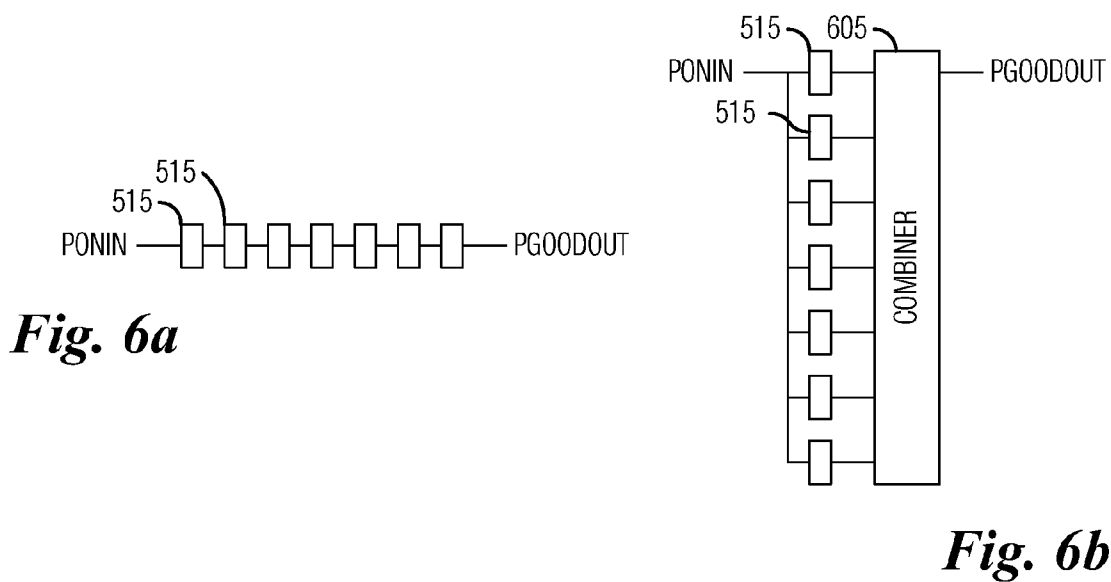 515
515
PONIN
PGOODOUT
Fig. 6a
515
605
PONIN
PGOODOUT
515
COMBINER
Fig. 6b